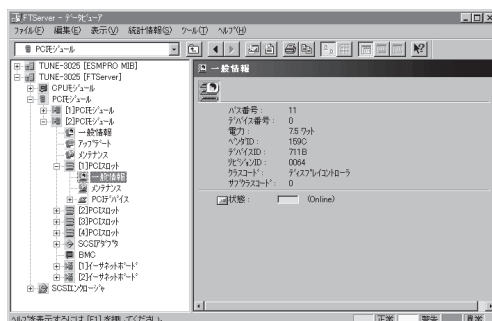 FTServer - データビューア
ファイル(F) 編集(E) 表示(V) 統計情報(S) ツール(T) ヘルプ(H)
PCIモジュール
TUNE-3025 [ESMPRO MIB]
TUNE-3025 [FTServer]
CPUモジュール
PCIモジュール
[1]PCIモジュール
[2]PCIモジュール
一般情報
アップデート
メンテナンス
[1]PCIスロット
一般情報
メンテナンス
PCIデバイス
[2]PCIスロット
[3]PCIスロット
[4]PCIスロット
SCSIアダプタ
BMC
[1]イーサネットボード
[2]イーサネットボード
SCSIエンクロージャ
一般情報
バス番号: 11
デバイス番号: 0
電力: 7.5 ワット
ベンダID: 159C
デバイスID: 711B
リビジョンID: 0064
クラスコード: ディスプレイコントローラ
サブクラスコード: 0
状態: (Online)
ヘルプを表示するには [F1] を押してください。
正常 警告 異常